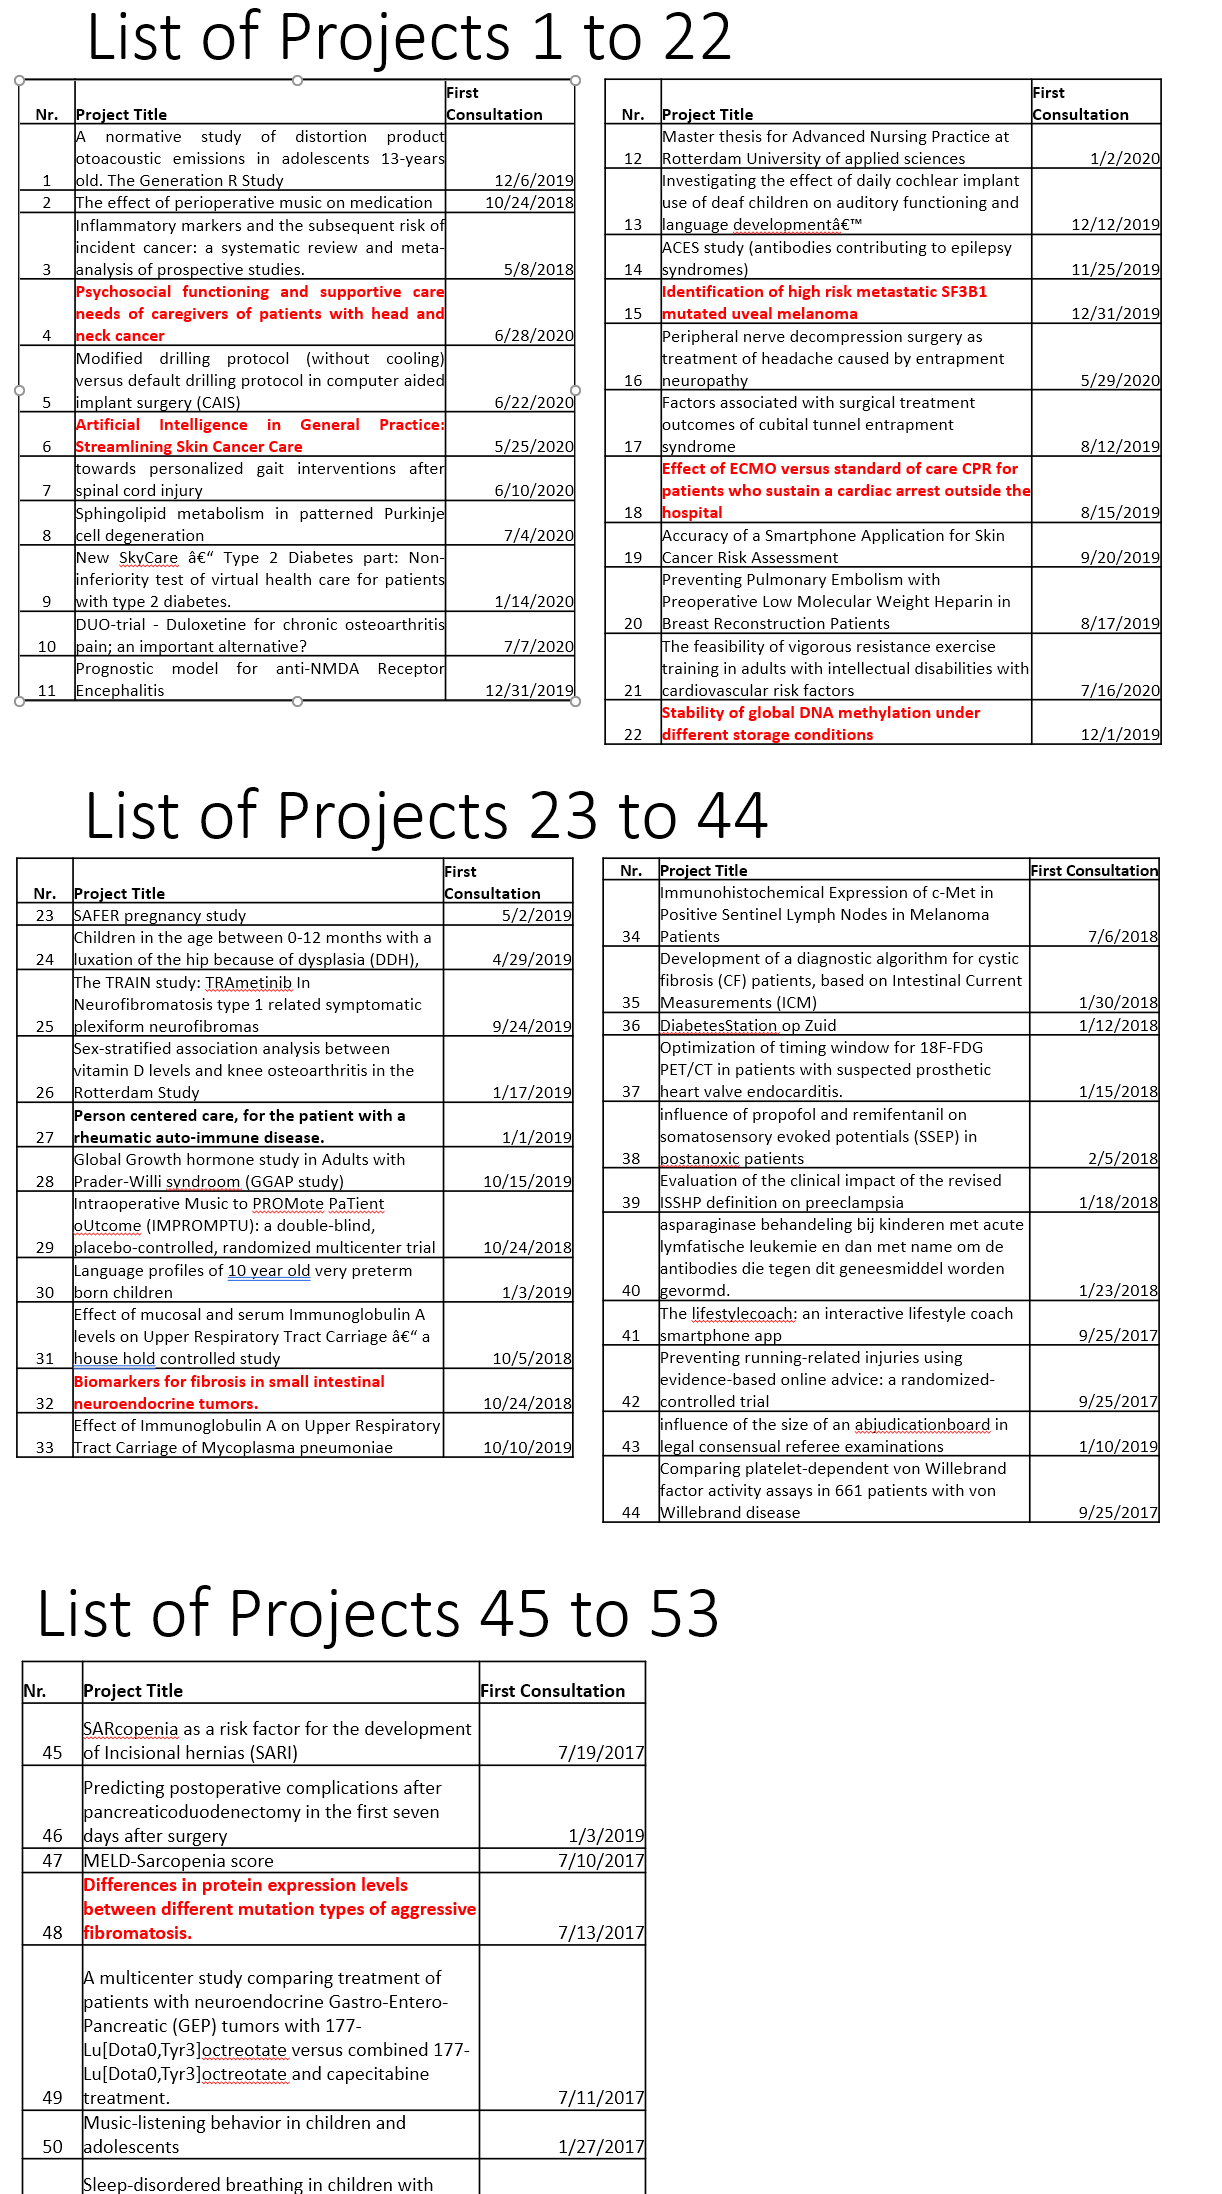 List of Projects 1 to 22
Nr. Project Title First Consultation
A normative study of distortion product
otoacoustic emissions in adolescents 13-years
1 old. The Generation R Study 12/6/2019
2 The effect of perioperative music on medication 10/24/2018
Inflammatory markers and the subsequent risk of
incident cancer: a systematic review and meta-
3 analysis of prospective studies. 5/8/2018
Psychosocial functioning and supportive care
needs of caregivers of patients with head and
4 neck cancer 6/28/2020
Modified drilling protocol (without cooling)
versus default drilling protocol in computer aided
5 implant surgery (CAIS) 6/22/2020
Artificial Intelligence in General Practice:
6 Streamlining Skin Cancer Care 5/25/2020
towards personalized gait interventions after
7 spinal cord injury 6/10/2020
Sphingolipid metabolism in patterned Purkinje
8 cell degeneration 7/4/2020
New SkyCare â€“ Type 2 Diabetes part: Non-
inferiority test of virtual health care for patients
9 with type 2 diabetes. 1/14/2020
DUO-trial - Duloxetine for chronic osteoarthritis
10 pain; an important alternative? 7/7/2020
Prognostic model for anti-NMDA Receptor
11 Encephalitis 12/31/2019
Nr. Project Title First Consultation
Master thesis for Advanced Nursing Practice at
12 Rotterdam University of applied sciences 1/2/2020
Investigating the effect of daily cochlear implant
use of deaf children on auditory functioning and
13 language developmentâ€™ 12/12/2019
ACES study (antibodies contributing to epilepsy
14 syndromes) 11/25/2019
Identification of high risk metastatic SF3B1
15 mutated uveal melanoma 12/31/2019
Peripheral nerve decompression surgery as
treatment of headache caused by entrapment
16 neuropathy 5/29/2020
Factors associated with surgical treatment
outcomes of cubital tunnel entrapment
17 syndrome 8/12/2019
Effect of ECMO versus standard of care CPR for
patients who sustain a cardiac arrest outside the
18 hospital 8/15/2019
Accuracy of a Smartphone Application for Skin
19 Cancer Risk Assessment 9/20/2019
Preventing Pulmonary Embolism with
Preoperative Low Molecular Weight Heparin in
20 Breast Reconstruction Patients 8/17/2019
The feasibility of vigorous resistance exercise
training in adults with intellectual disabilities with
21 cardiovascular risk factors 7/16/2020
Stability of global DNA methylation under
22 different storage conditions 12/1/2019
List of Projects 23 to 44
Nr. Project Title First Consultation
23 SAFER pregnancy study 5/2/2019
Children in the age between 0-12 months with a
24 luxation of the hip because of dysplasia (DDH), 4/29/2019
The TRAIN study: TRAmetinib In
Neurofibromatosis type 1 related symptomatic
25 plexiform neurofibromas 9/24/2019
Sex-stratified association analysis between
vitamin D levels and knee osteoarthritis in the
26 Rotterdam Study 1/17/2019
Person centered care, for the patient with a
27 rheumatic auto-immune disease. 1/1/2019
Global Growth hormone study in Adults with
28 Prader-Willi syndroom (GGAP study) 10/15/2019
Intraoperative Music to PROMote PaTient
oUtcome (IMPROMPTU): a double-blind,
29 placebo-controlled, randomized multicenter trial 10/24/2018
Language profiles of 10 year old very preterm
30 born children 1/3/2019
Effect of mucosal and serum Immunoglobulin A
levels on Upper Respiratory Tract Carriage â€“ a
31 house hold controlled study 10/5/2018
Biomarkers for fibrosis in small intestinal
32 neuroendocrine tumors. 10/24/2018
Effect of Immunoglobulin A on Upper Respiratory
33 Tract Carriage of Mycoplasma pneumoniae 10/10/2019
Nr. Project Title First Consultation
Immunohistochemical Expression of c-Met in
Positive Sentinel Lymph Nodes in Melanoma
34 Patients 7/6/2018
Development of a diagnostic algorithm for cystic
fibrosis (CF) patients, based on Intestinal Current
35 Measurements (ICM) 1/30/2018
36 DiabetesStation op Zuid 1/12/2018
Optimization of timing window for 18F-FDG
PET/CT in patients with suspected prosthetic
37 heart valve endocarditis. 1/15/2018
influence of propofol and remifentanil on
somatosensory evoked potentials (SSEP) in
38 postanoxic patients 2/5/2018
Evaluation of the clinical impact of the revised
39 ISSHP definition on preeclampsia 1/18/2018
asparaginase behandeling bij kinderen met acute
lymfatische leukemie en dan met name om de
antibodies die tegen dit geneesmiddel worden
40 gevormd. 1/23/2018
The lifestylecoach: an interactive lifestyle coach
41 smartphone app 9/25/2017
Preventing running-related injuries using
evidence-based online advice: a randomized-
42 controlled trial 9/25/2017
influence of the size of an abjudicationboard in
43 legal consensual referee examinations 1/10/2019
Comparing platelet-dependent von Willebrand
factor activity assays in 661 patients with von
44 Willebrand disease 9/25/2017
List of Projects 45 to 53
Nr. Project Title First Consultation
SARcopenia as a risk factor for the development
45 of Incisional hernias (SARI) 7/19/2017
Predicting postoperative complications after
pancreaticoduodenectomy in the first seven
46 days after surgery 1/3/2019
47 MELD-Sarcopenia score 7/10/2017
Differences in protein expression levels
between different mutation types of aggressive
48 fibromatosis. 7/13/2017
A multicenter study comparing treatment of
patients with neuroendocrine Gastro-Entero-
Pancreatic (GEP) tumors with 177-
Lu[Dota0,Tyr3]octreotate versus combined 177-
Lu[Dota0,Tyr3]octreotate and capecitabine
49 treatment. 7/11/2017
Music-listening behavior in children and
50 adolescents 1/27/2017
Sleep-disordered breathing in children with